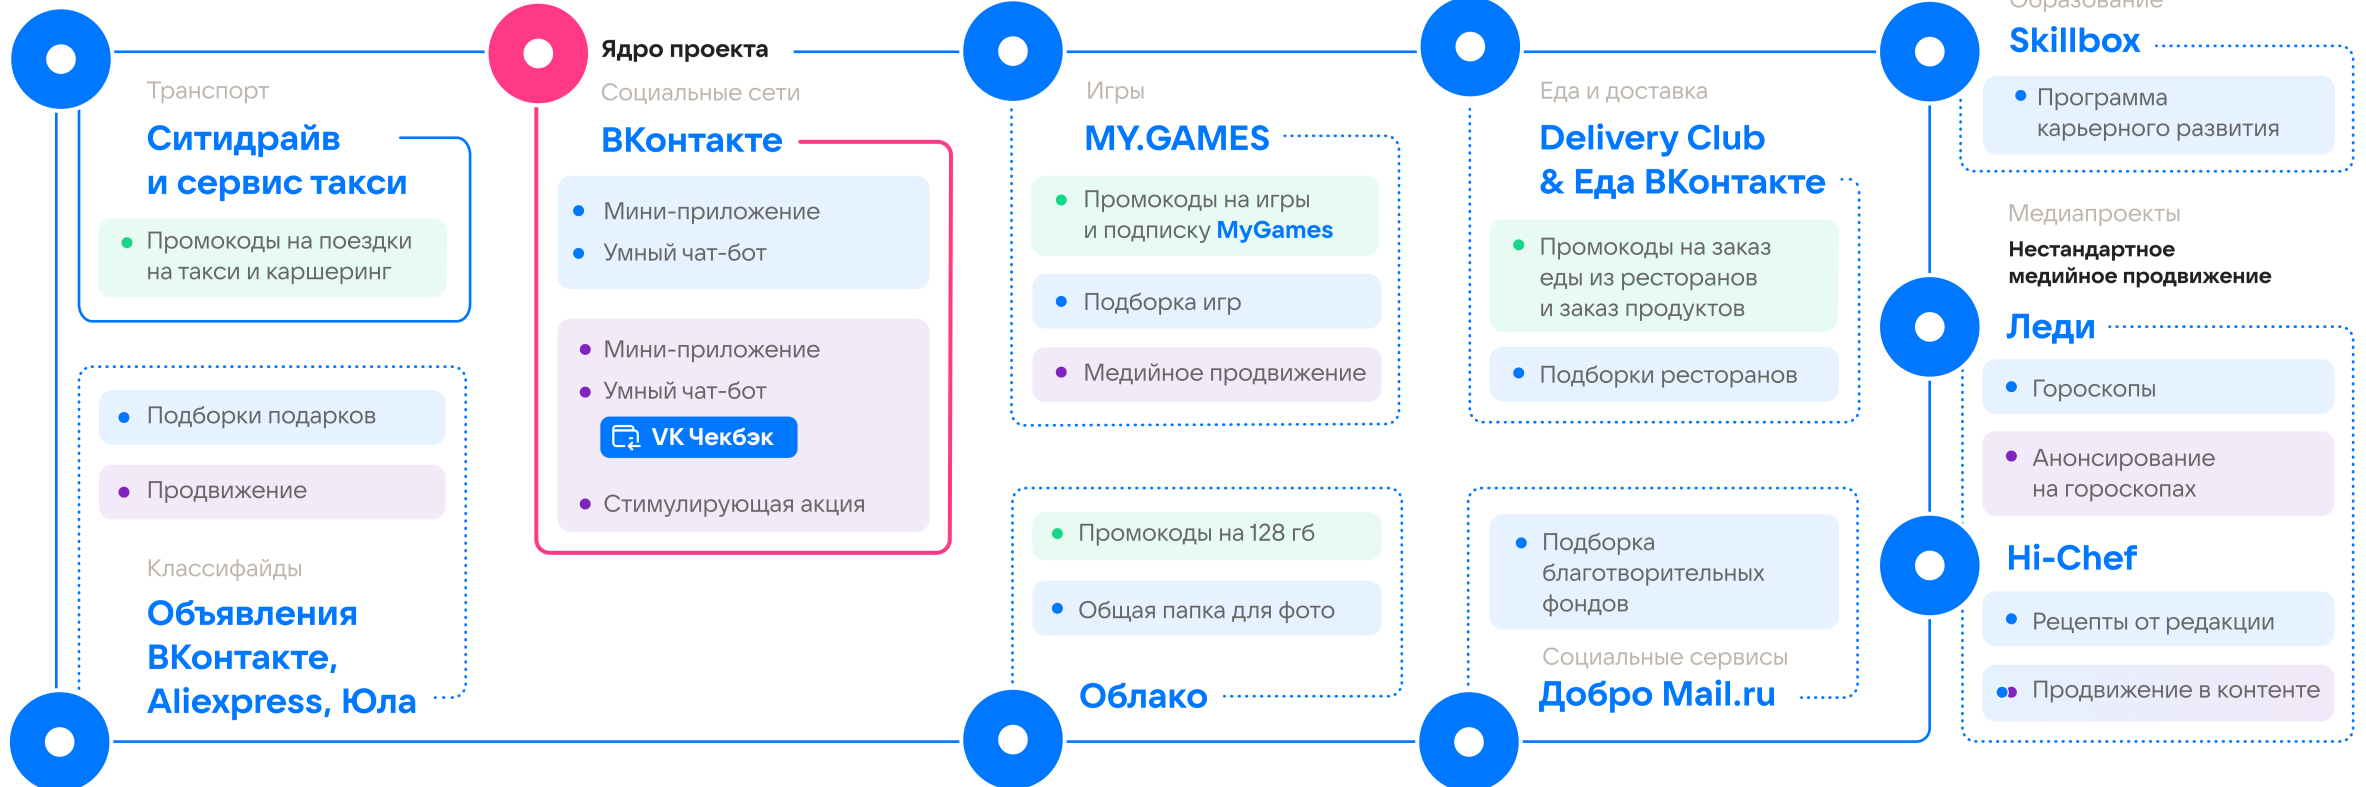 Транспорт
Ситидрайв
и сервис такси
Промокоды на поездки
на такси и каршеринг
Подборки подарков
Продвижение
Классифайды
Объявления
ВКонтакте,
Aliexpress, Юла
Ядро проекта
Социальные сети
ВКонтакте
Мини-приложение
Умный чат-бот
Мини-приложение
Умный чат-бот
VK Чекбэк
Стимулирующая акция
Игры
MY.GAMES
Промокоды на игры
и подписку MyGames
Подборка игр
Медийное продвижение
Промокоды на 128 гб
Общая папка для фото
Облако
Еда и доставка
Delivery Club
& Еда ВКонтакте
Промокоды на заказ
еды из ресторанов
и заказ продуктов
Подборки ресторанов
Подборка
благотворительных
фондов
Социальные сервисы
Добро Mail.ru
Образование
Skillbox
Программа
карьерного развития
Медиапроекты
Нестандартное
медийное продвижение
Леди
Гороскопы
Анонсирование
на гороскопах
Hi-Chef
Рецепты от редакции
Продвижение в контенте